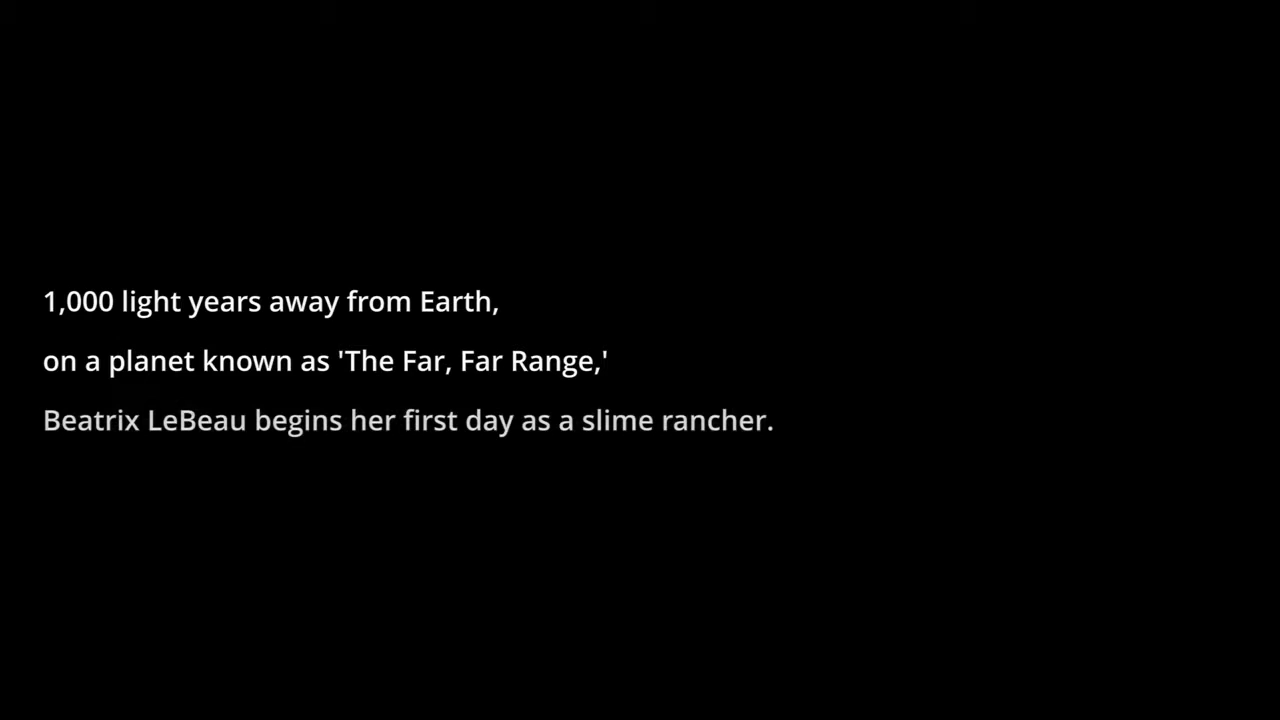 1,000 light years away from Earth,
on a planet known as 'The Far, Far Range,'
Beatrix LeBeau begins her first day as a slime rancher.